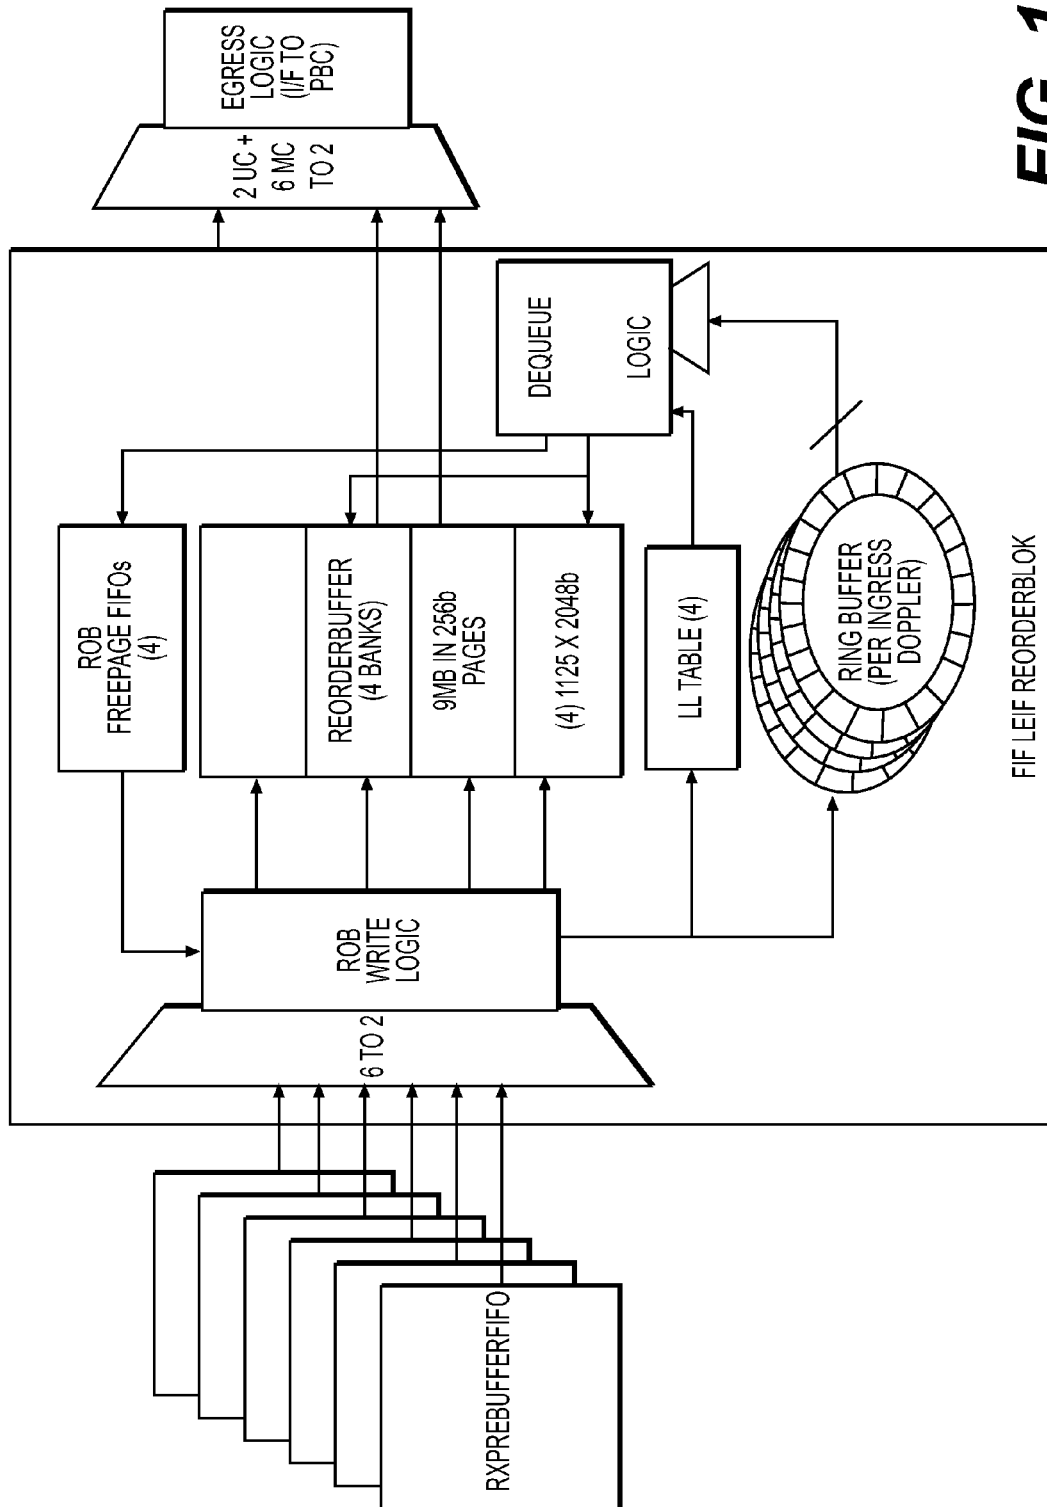 RXPREBUFFERFIFO
6 TO 2
ROB
WRITE
LOGIC
ROB
FREEPAGE FIFOs
(4)
REORDERBUFFER
(4 BANKS)
9MB IN 256b
PAGES
(4) 1125 X 2048b
LL TABLE (4)
RING BUFFER
(PER INGRESS
DOPPLER)
DEQUEUE
LOGIC
2 UC +
6 MC
TO 2
EGRESS
LOGIC
(I/F TO
PBC)
FIF LEIF REORDERBLOK
FIG. 1